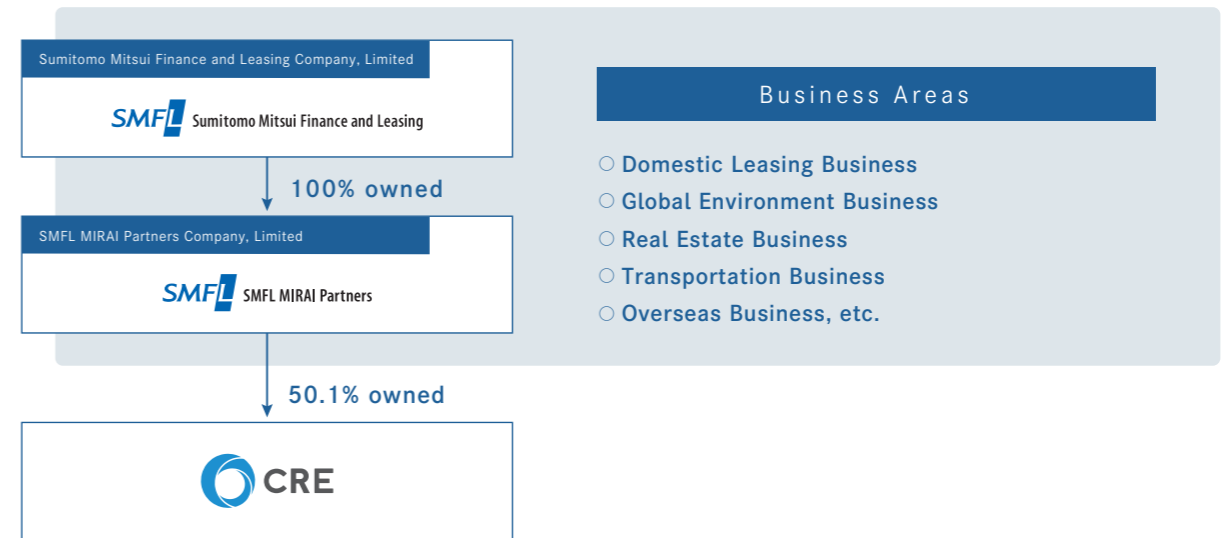 Sumitomo Mitsui Finance and Leasing Company, Limited
SMFL Sumitomo Mitsui Finance and Leasing
100% owned
SMFL MIRAI Partners Company, Limited
SMFL SMFL MIRAI Partners
50.1% owned
CRE
Business Areas
○ Domestic Leasing Business
○ Global Environment Business
○ Real Estate Business
○ Transportation Business
○ Overseas Business, etc.